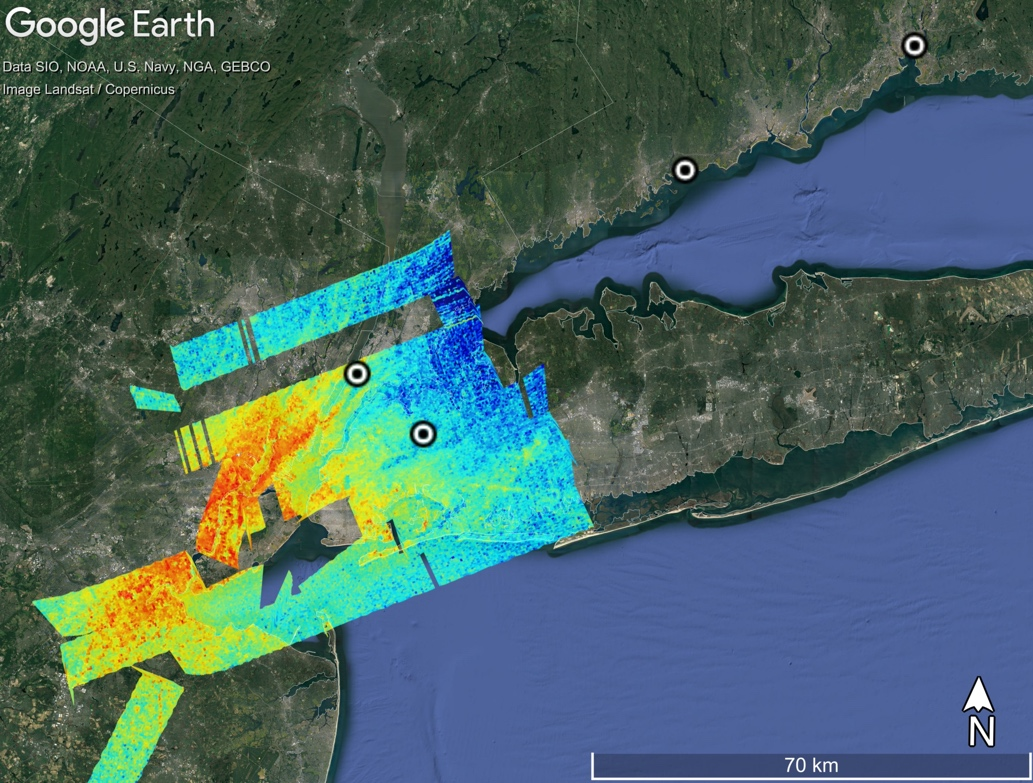 Google Earth
Data SIO, NOAA, U.S. Navy, NGA, GEBCO
Image Landsat / Copernicus
N
70 km